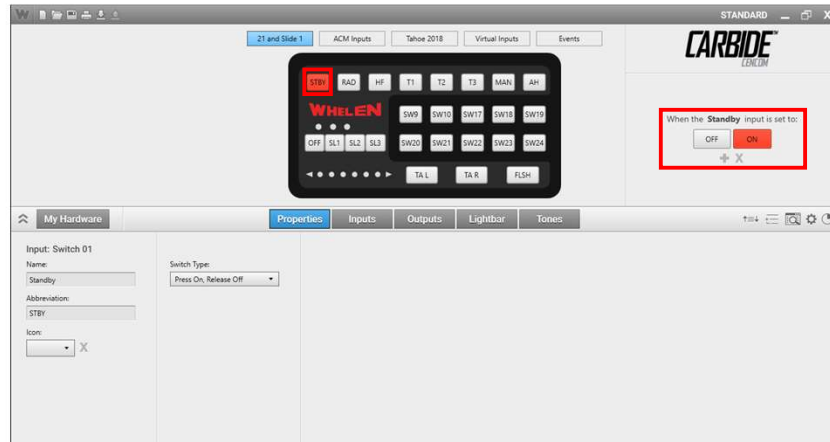 STANDARD
21 and Slide 1 ACM Inputs Tahoe 2018 Virtual Inputs Events
CARBIDE™
CENCOM
STBY RAD HF T1 T2 T3 MAN AH
WHELEN
SW9 SW10 SW17 SW18 SW19
OFF SL1 SL2 SL3 SW20 SW21 SW22 SW23 SW24
TA L TA R FLSH
When the Standby input is set to:
OFF ON
My Hardware Properties Inputs Outputs Lightbar Tones
Input: Switch 01
Name:
Standby
Abbreviation:
STBY
Icon:
Switch Type:
Press On, Release Off